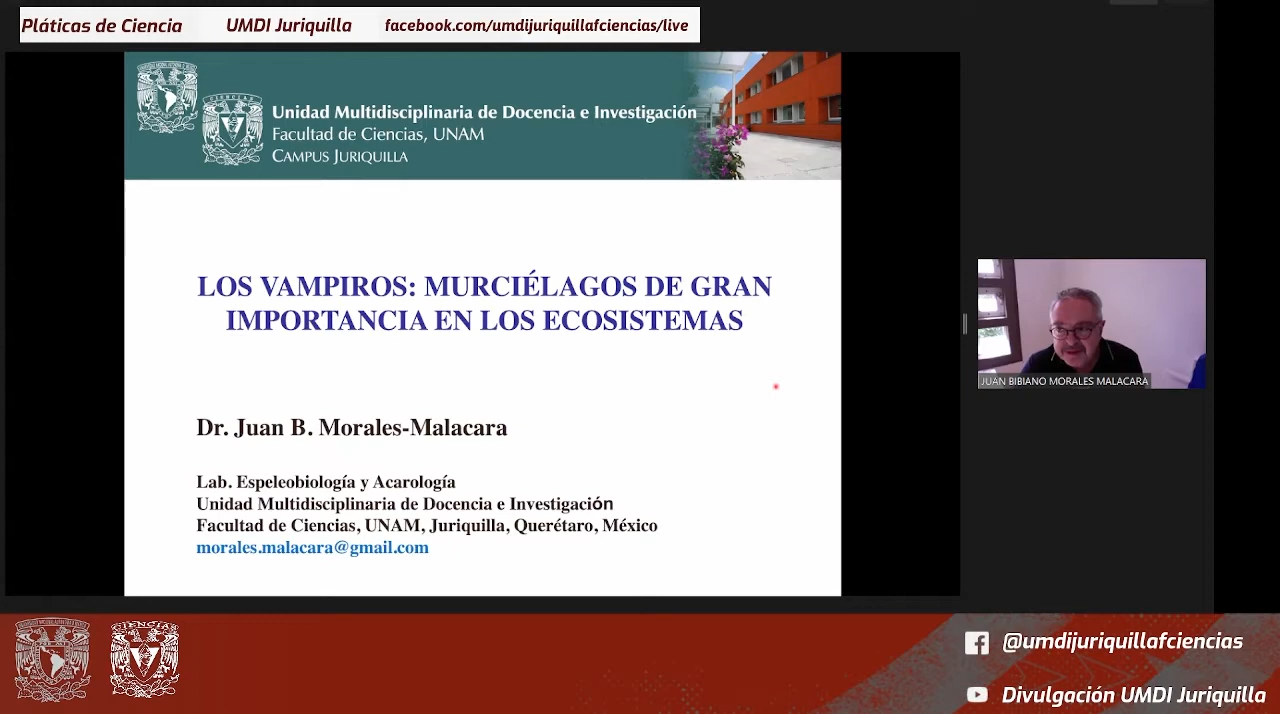 Pláticas de Ciencia UMDI Juriquilla facebook.com/umdijuriquillafciencias/live
Unidad Multidisciplinaria de Docencia e Investigación
Facultad de Ciencias, UNAM
CAMPUS JURIQUILLA
LOS VAMPIROS: MURCIÉLAGOS DE GRAN
IMPORTANCIA EN LOS ECOSISTEMAS
Dr. Juan B. Morales-Malacara
Lab. Espeleobiología y Acarología
Unidad Multidisciplinaria de Docencia e Investigación
Facultad de Ciencias, UNAM, Juriquilla, Querétaro, México
morales.malacara@gmail.com
JUAN BIBIANO MORALES MALACARA
CIENCIAS
CIENCIAS
@umdijuriquillafciencias
Divulgación UMDI Juriquilla